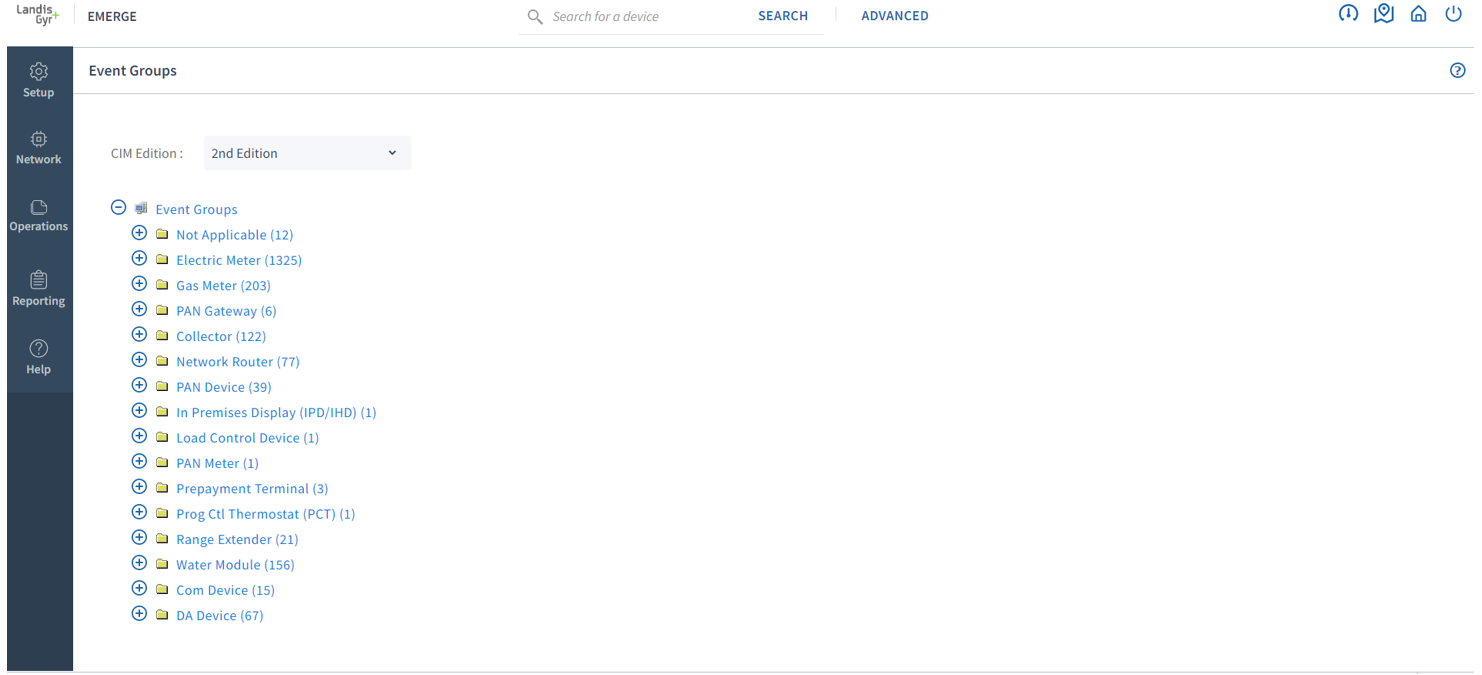 Landis
Gyr+
EMERGE
Search for a device
SEARCH
ADVANCED
Setup
Network
Operations
Reporting
Help
Event Groups
CIM Edition :
2nd Edition
Event Groups
Not Applicable (12)
Electric Meter (1325)
Gas Meter (203)
PAN Gateway (6)
Collector (122)
Network Router (77)
PAN Device (39)
In Premises Display (IPD/IHD) (1)
Load Control Device (1)
PAN Meter (1)
Prepayment Terminal (3)
Prog Ctl Thermostat (PCT) (1)
Range Extender (21)
Water Module (156)
Com Device (15)
DA Device (67)